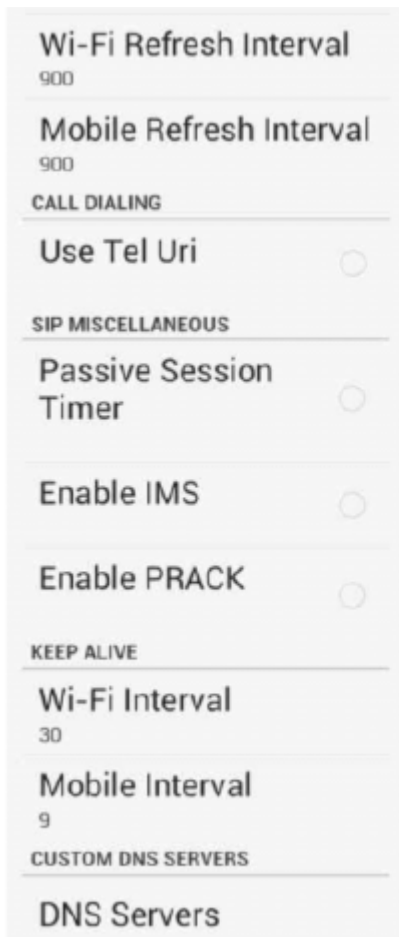 Wi-Fi Refresh Interval
900
Mobile Refresh Interval
900
CALL DIALING
Use Tel Uri
SIP MISCELLANEOUS
Passive Session
Timer
Enable IMS
Enable PRACK
KEEP ALIVE
Wi-Fi Interval
30
Mobile Interval
9
CUSTOM DNS SERVERS
DNS Servers